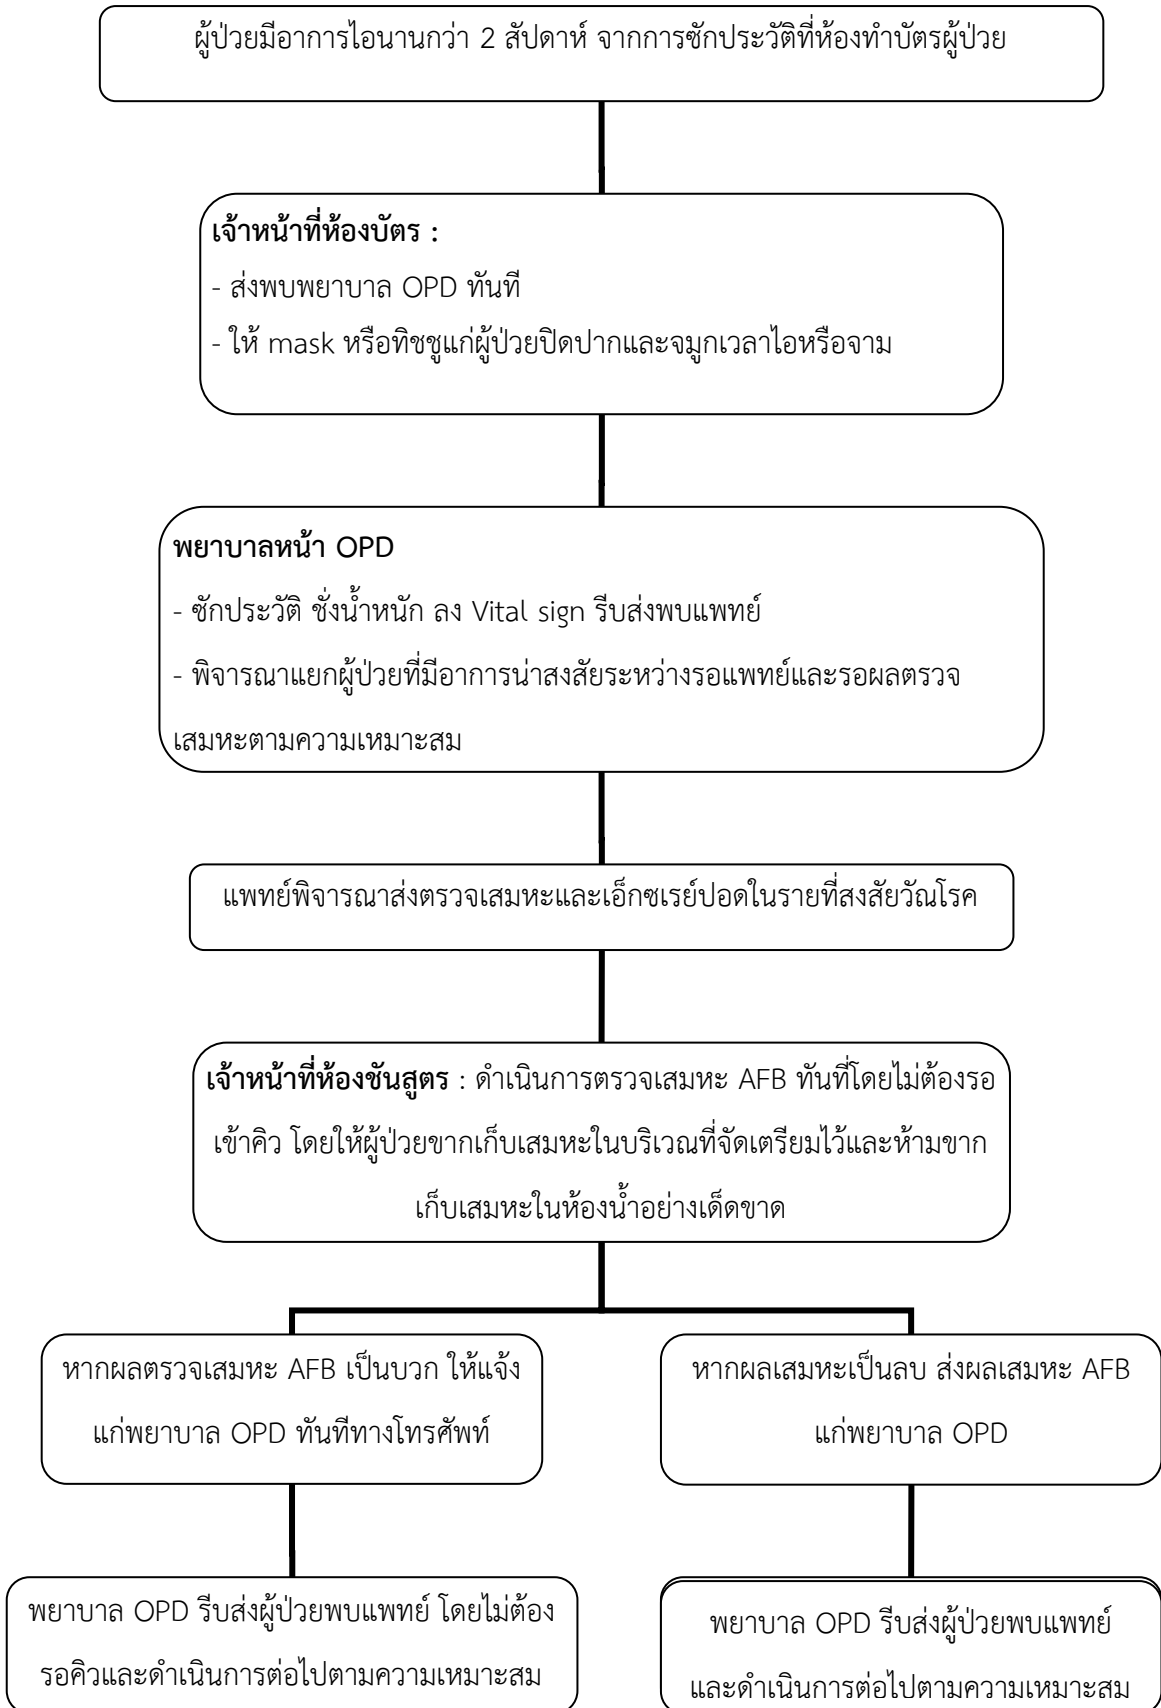 ผู้ป่วยมีอาการไอนานกว่า 2 สัปดาห์ จากการซักประวัติที่ห้องทำบัตรผู้ป่วย
เจ้าหน้าที่ห้องบัตร :
- ส่งพบพยาบาล OPD ทันที
- ให้ mask หรือทิชชูแก่ผู้ป่วยปิดปากและจมูกเวลาไอหรือจาม
พยาบาลหน้า OPD
- ซักประวัติ ชั่งน้ำหนัก ลง Vital sign รีบส่งพบแพทย์
- พิจารณาแยกผู้ป่วยที่มีอาการน่าสงสัยระหว่างรอแพทย์และรอผลตรวจ
เสมหะตามความเหมาะสม
แพทย์พิจารณาส่งตรวจเสมหะและเอ็กซเรย์ปอดในรายที่สงสัยวัณโรค
เจ้าหน้าที่ห้องชันสูตร : ดำเนินการตรวจเสมหะ AFB ทันที่โดยไม่ต้องรอ
เข้าคิว โดยให้ผู้ป่วยขากเก็บเสมหะในบริเวณที่จัดเตรียมไว้และห้ามขาก
เก็บเสมหะในห้องน้ำอย่างเด็ดขาด
หากผลตรวจเสมหะ AFB เป็นบวก ให้แจ้ง
แก่พยาบาล OPD ทันทีทางโทรศัพท์
หากผลเสมหะเป็นลบ ส่งผลเสมหะ AFB
แก่พยาบาล OPD
พยาบาล OPD รีบส่งผู้ป่วยพบแพทย์ โดยไม่ต้อง
รอคิวและดำเนินการต่อไปตามความเหมาะสม
พยาบาล OPD รีบส่งผู้ป่วยพบแพทย์
และดำเนินการต่อไปตามความเหมาะสม